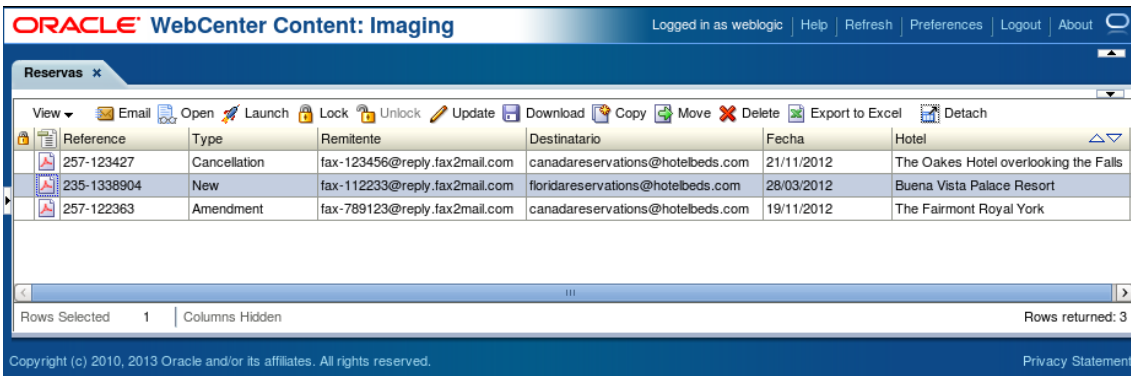 ORACLE WebCenter Content: Imaging Logged in as weblogic | Help | Refresh | Preferences | Logout | About
Reservas ×
View Email Open Launch Lock Unlock Update Download Copy Move Delete Export to Excel Detach
Reference Type Remitente Destinatario Fecha Hotel
257-123427 Cancellation fax-123456@reply.fax2mail.com canadareservations@hotelbeds.com 21/11/2012 The Oakes Hotel overlooking the Falls
235-1338904 New fax-112233@reply.fax2mail.com floridareservations@hotelbeds.com 28/03/2012 Buena Vista Palace Resort
257-122363 Amendment fax-789123@reply.fax2mail.com canadareservations@hotelbeds.com 19/11/2012 The Fairmont Royal York
Rows Selected 1 Columns Hidden Rows returned: 3
Copyright (c) 2010, 2013 Oracle and/or its affiliates. All rights reserved. Privacy Statement